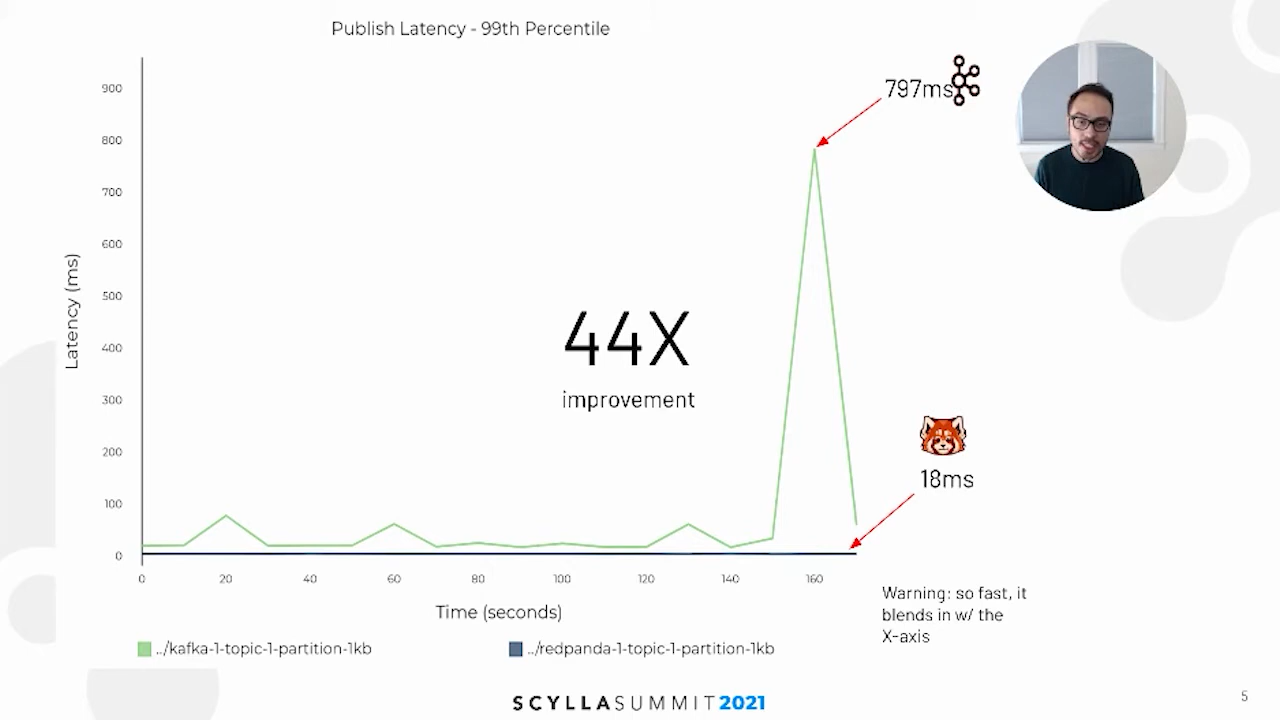 Publish Latency - 99th Percentile
900
800
700
600
500
400
300
200
100
0
Latency (ms)
0 20 40 60 80 100 120 140 160
Time (seconds)
797ms
44X
improvement
18ms
Warning: so fast, it
blends in w/ the
X-axis
../kafka-1-topic-1-partition-1kb
../redpanda-1-topic-1-partition-1kb
SCYLLASUMMIT2021
5